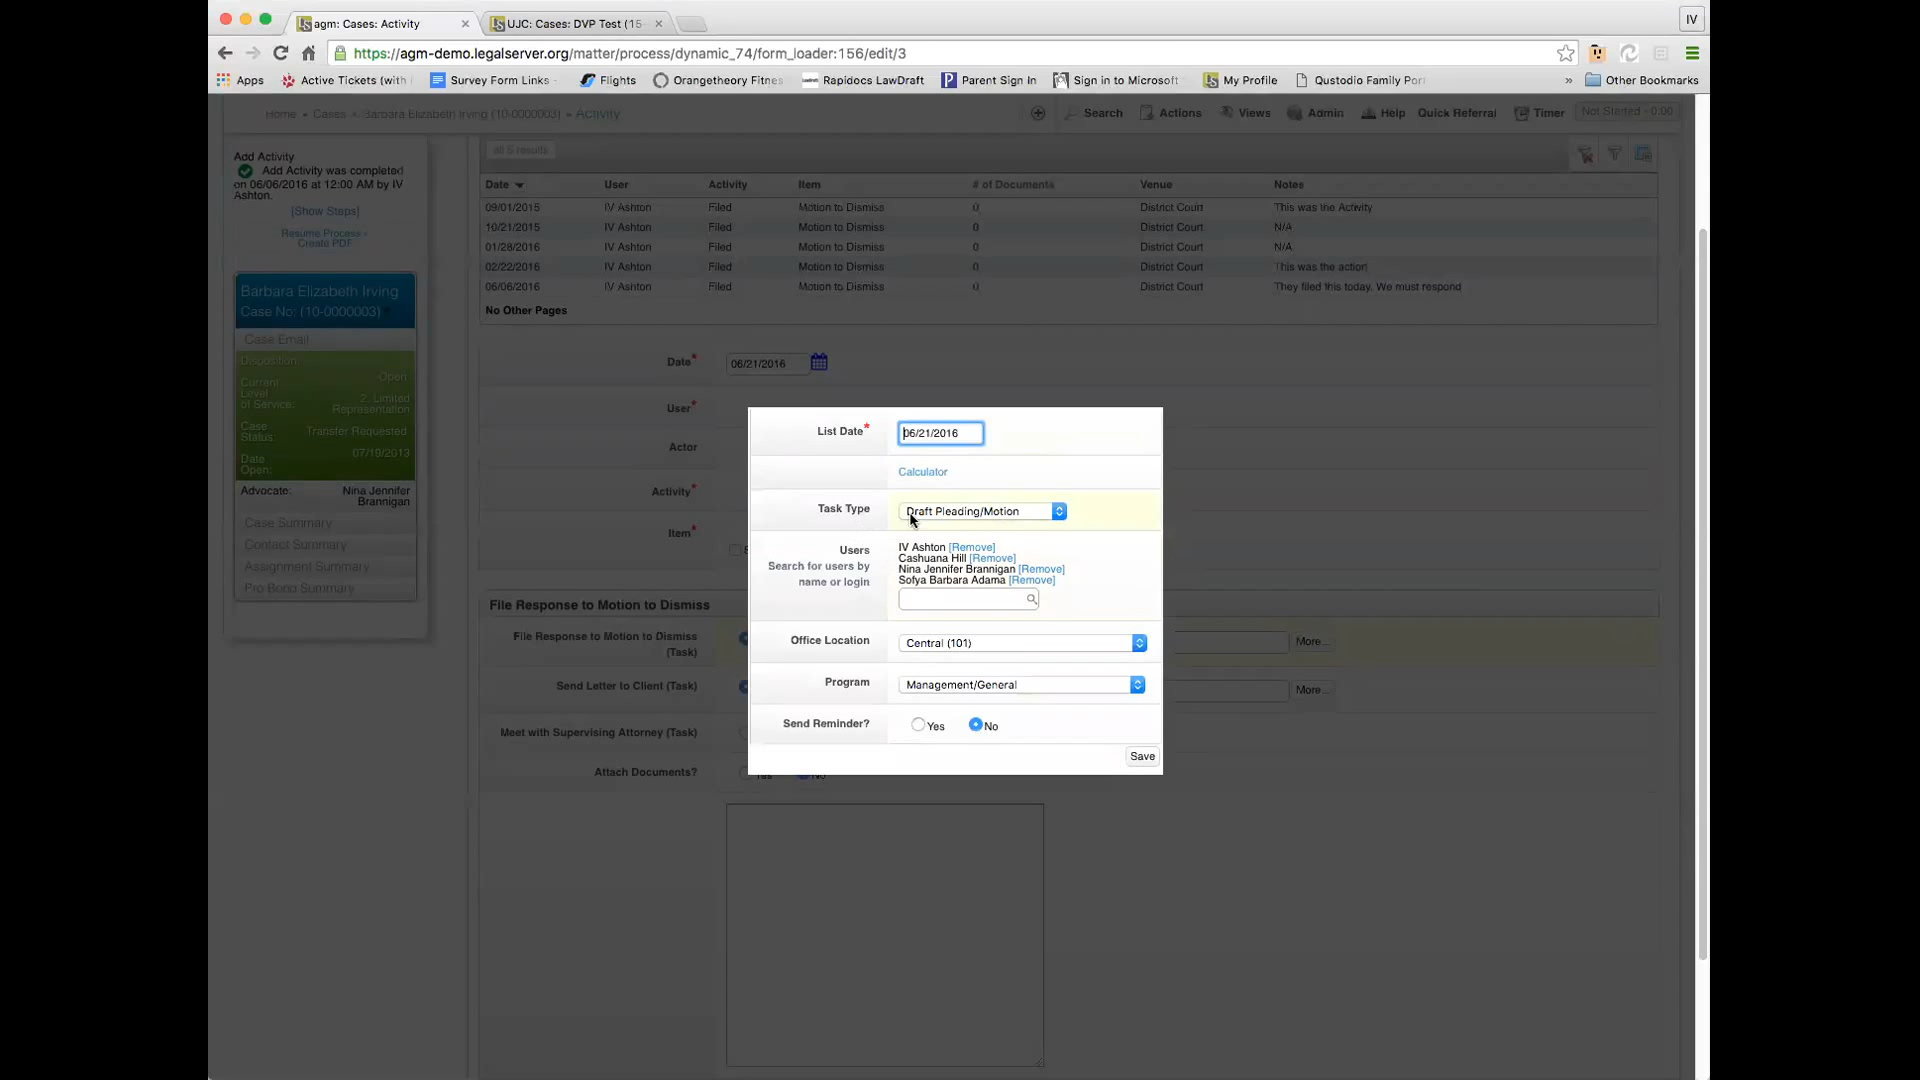 agm: Cases: Activity
UJC: Cases: DVP Test (15-
IV
https://agm-demo.legalserver.org/matter/process/dynamic_74/form_loader:156/edit/3
Apps
Active Tickets (with
Survey Form Links -
Flights
Orangetheory Fitnes
Rapidocs LawDraft
Parent Sign In
Sign in to Microsoft
My Profile
Qustodio Family Por
»
Other Bookmarks
Home » Cases » Barbara Elizabeth Irving (10-0000003) » Activity
Search
Actions
Views
Admin
Help
Quick Referral
Timer
Not Started - 0:00
Add Activity
Add Activity was completed
on 06/06/2016 at 12:00 AM by IV
Ashton.
[Show Steps]
Resume Process -
Create PDF
Barbara Elizabeth Irving
Case No: (10-0000003)
Case Email
Disposition:
Open
Current
Level
of Service:
2. Limited
Representation
Case
Status:
Transfer Requested
Date
Open:
07/19/2013
Advocate:
Nina Jennifer
Brannigan
Case Summary
Contact Summary
Assignment Summary
Pro Bono Summary
all 5 results
Date User Activity Item # of Documents Venue Notes
09/01/2015 IV Ashton Filed Motion to Dismiss 0 District Court This was the Activity
10/21/2015 IV Ashton Filed Motion to Dismiss 0 District Court N/A
01/28/2016 IV Ashton Filed Motion to Dismiss 0 District Court N/A
02/22/2016 IV Ashton Filed Motion to Dismiss 0 District Court This was the action
06/06/2016 IV Ashton Filed Motion to Dismiss 0 District Court They filed this today. We must respond
No Other Pages
Date*
06/21/2016
User*
Actor
Activity*
Item*
File Response to Motion to Dismiss
File Response to Motion to Dismiss
(Task)
More...
Send Letter to Client (Task)
More...
Meet with Supervising Attorney (Task)
Attach Documents?
Yes
No
List Date*
06/21/2016
Calculator
Task Type
Draft Pleading/Motion
Users
Search for users by
name or login
IV Ashton [Remove]
Cashuana Hill [Remove]
Nina Jennifer Brannigan [Remove]
Sofya Barbara Adama [Remove]
Office Location
Central (101)
Program
Management/General
Send Reminder?
Yes
No
Save